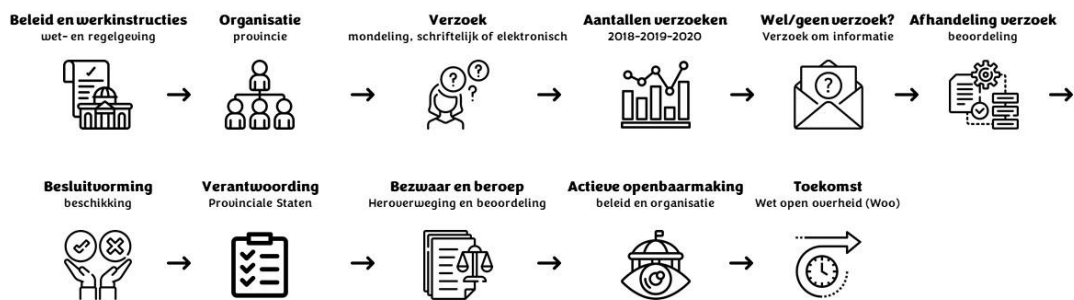 Beleid en werkinstructies
wet- en regelgeving
Organisatie
provincie
Verzoek
mondeling, schriftelijk of elektronisch
Aantallen verzoeken
2018-2019-2020
Wel/geen verzoek?
Verzoek om informatie
Afhandeling verzoek
beoordeling
Besluitvorming
beschikking
Verantwoording
Provinciale Staten
Bezwaar en beroep
Heroverweging en beoordeling
Actieve openbaarmaking
beleid en organisatie
Toekomst
Wet open overheid (Woo)